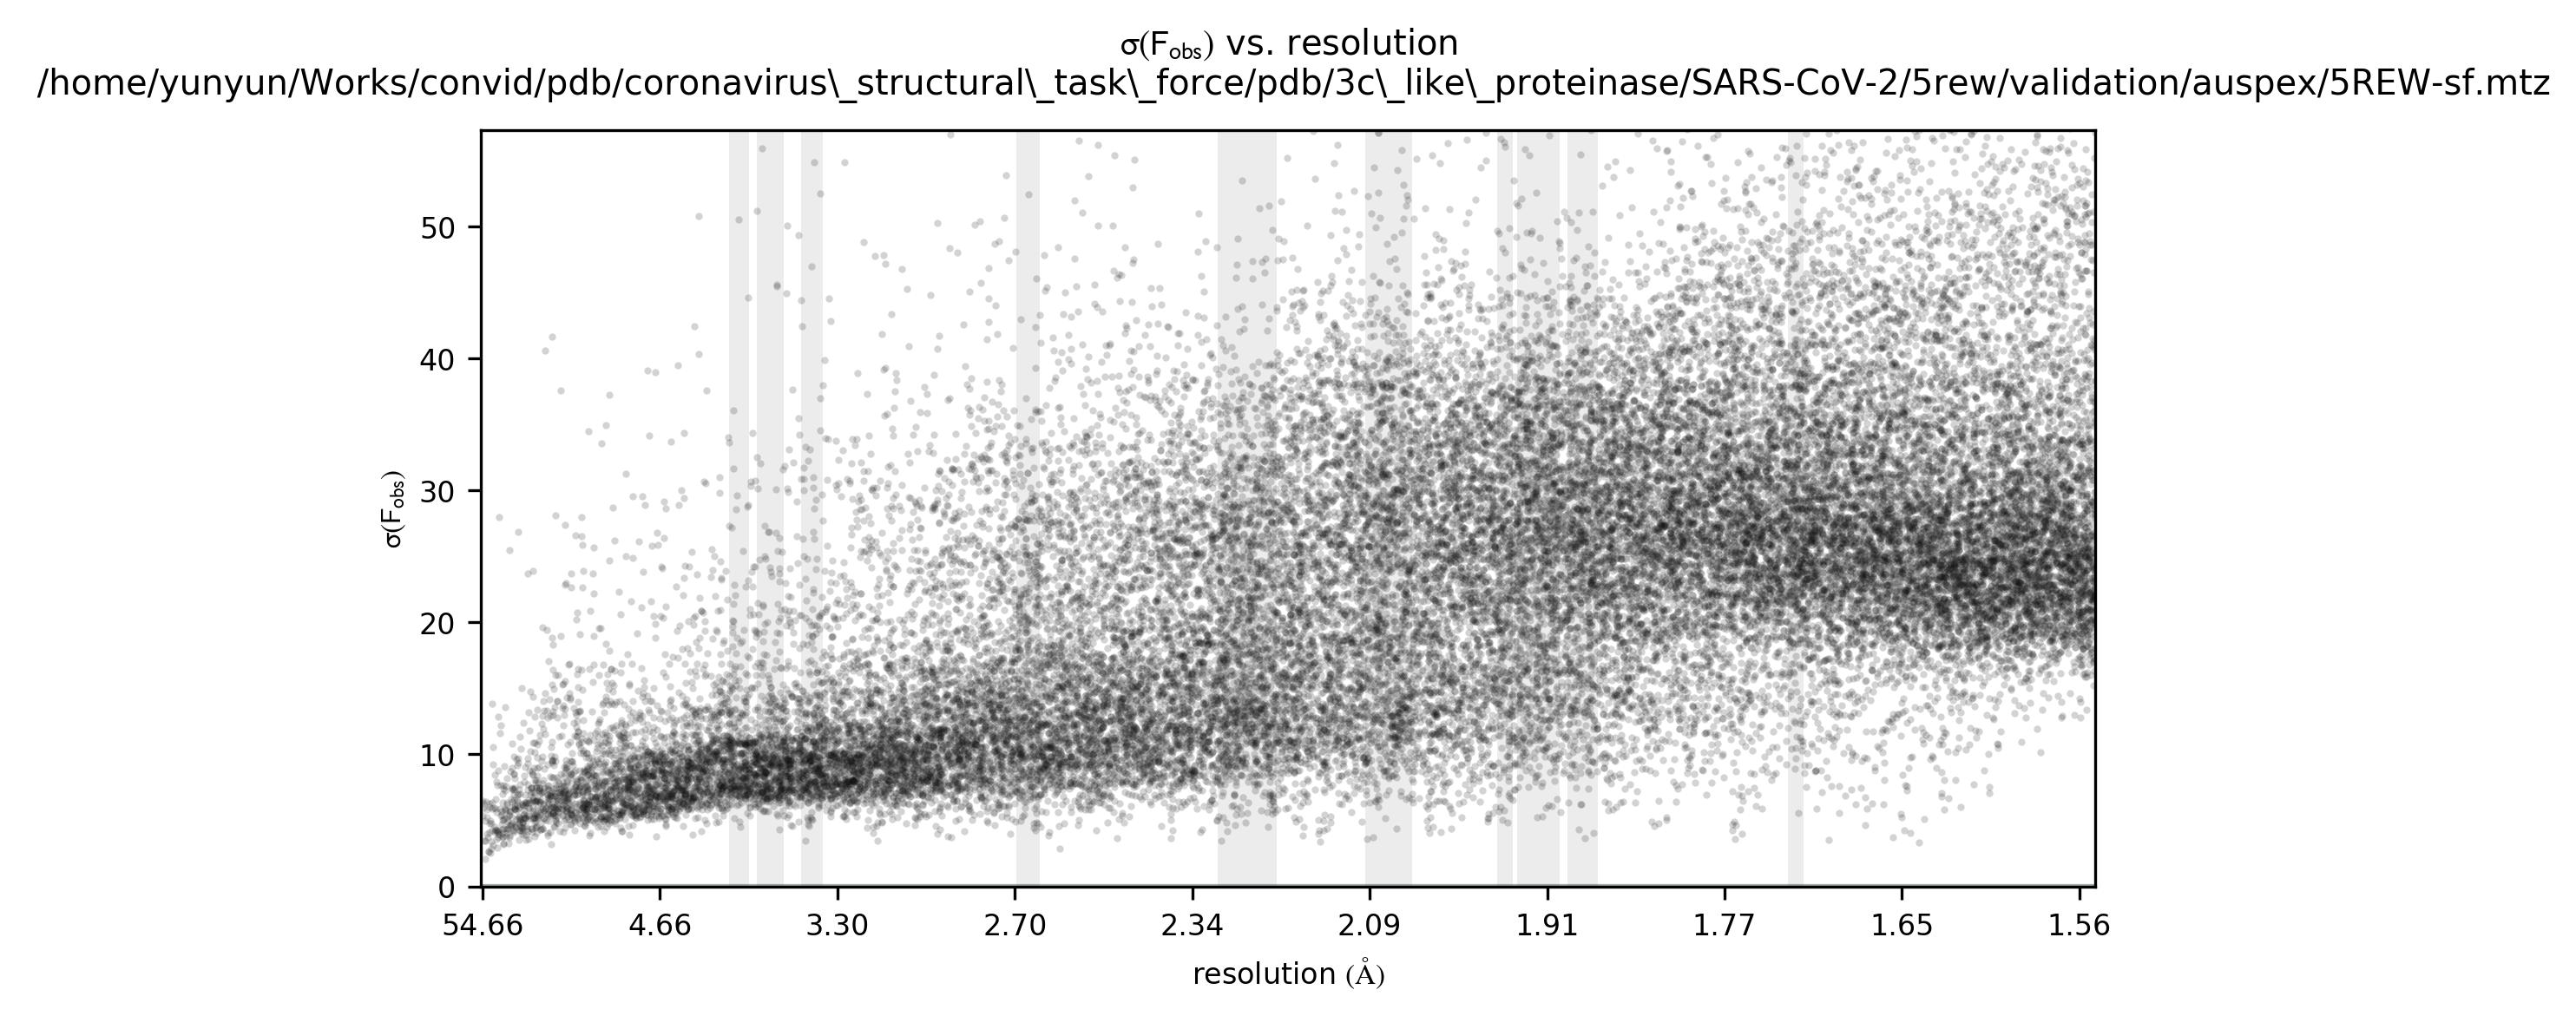 σ(Fobs) vs. resolution
/home/yunyun/Works/convid/pdb/coronavirus\_structural\_task\_force/pdb/3c\_like\_proteinase/SARS-CoV-2/5rew/validation/auspex/5REW-sf.mtz
50
40
30
20
10
0
σ(Fobs)
54.66 4.66 3.30 2.70 2.34 2.09 1.91 1.77 1.65 1.56
resolution (Å)